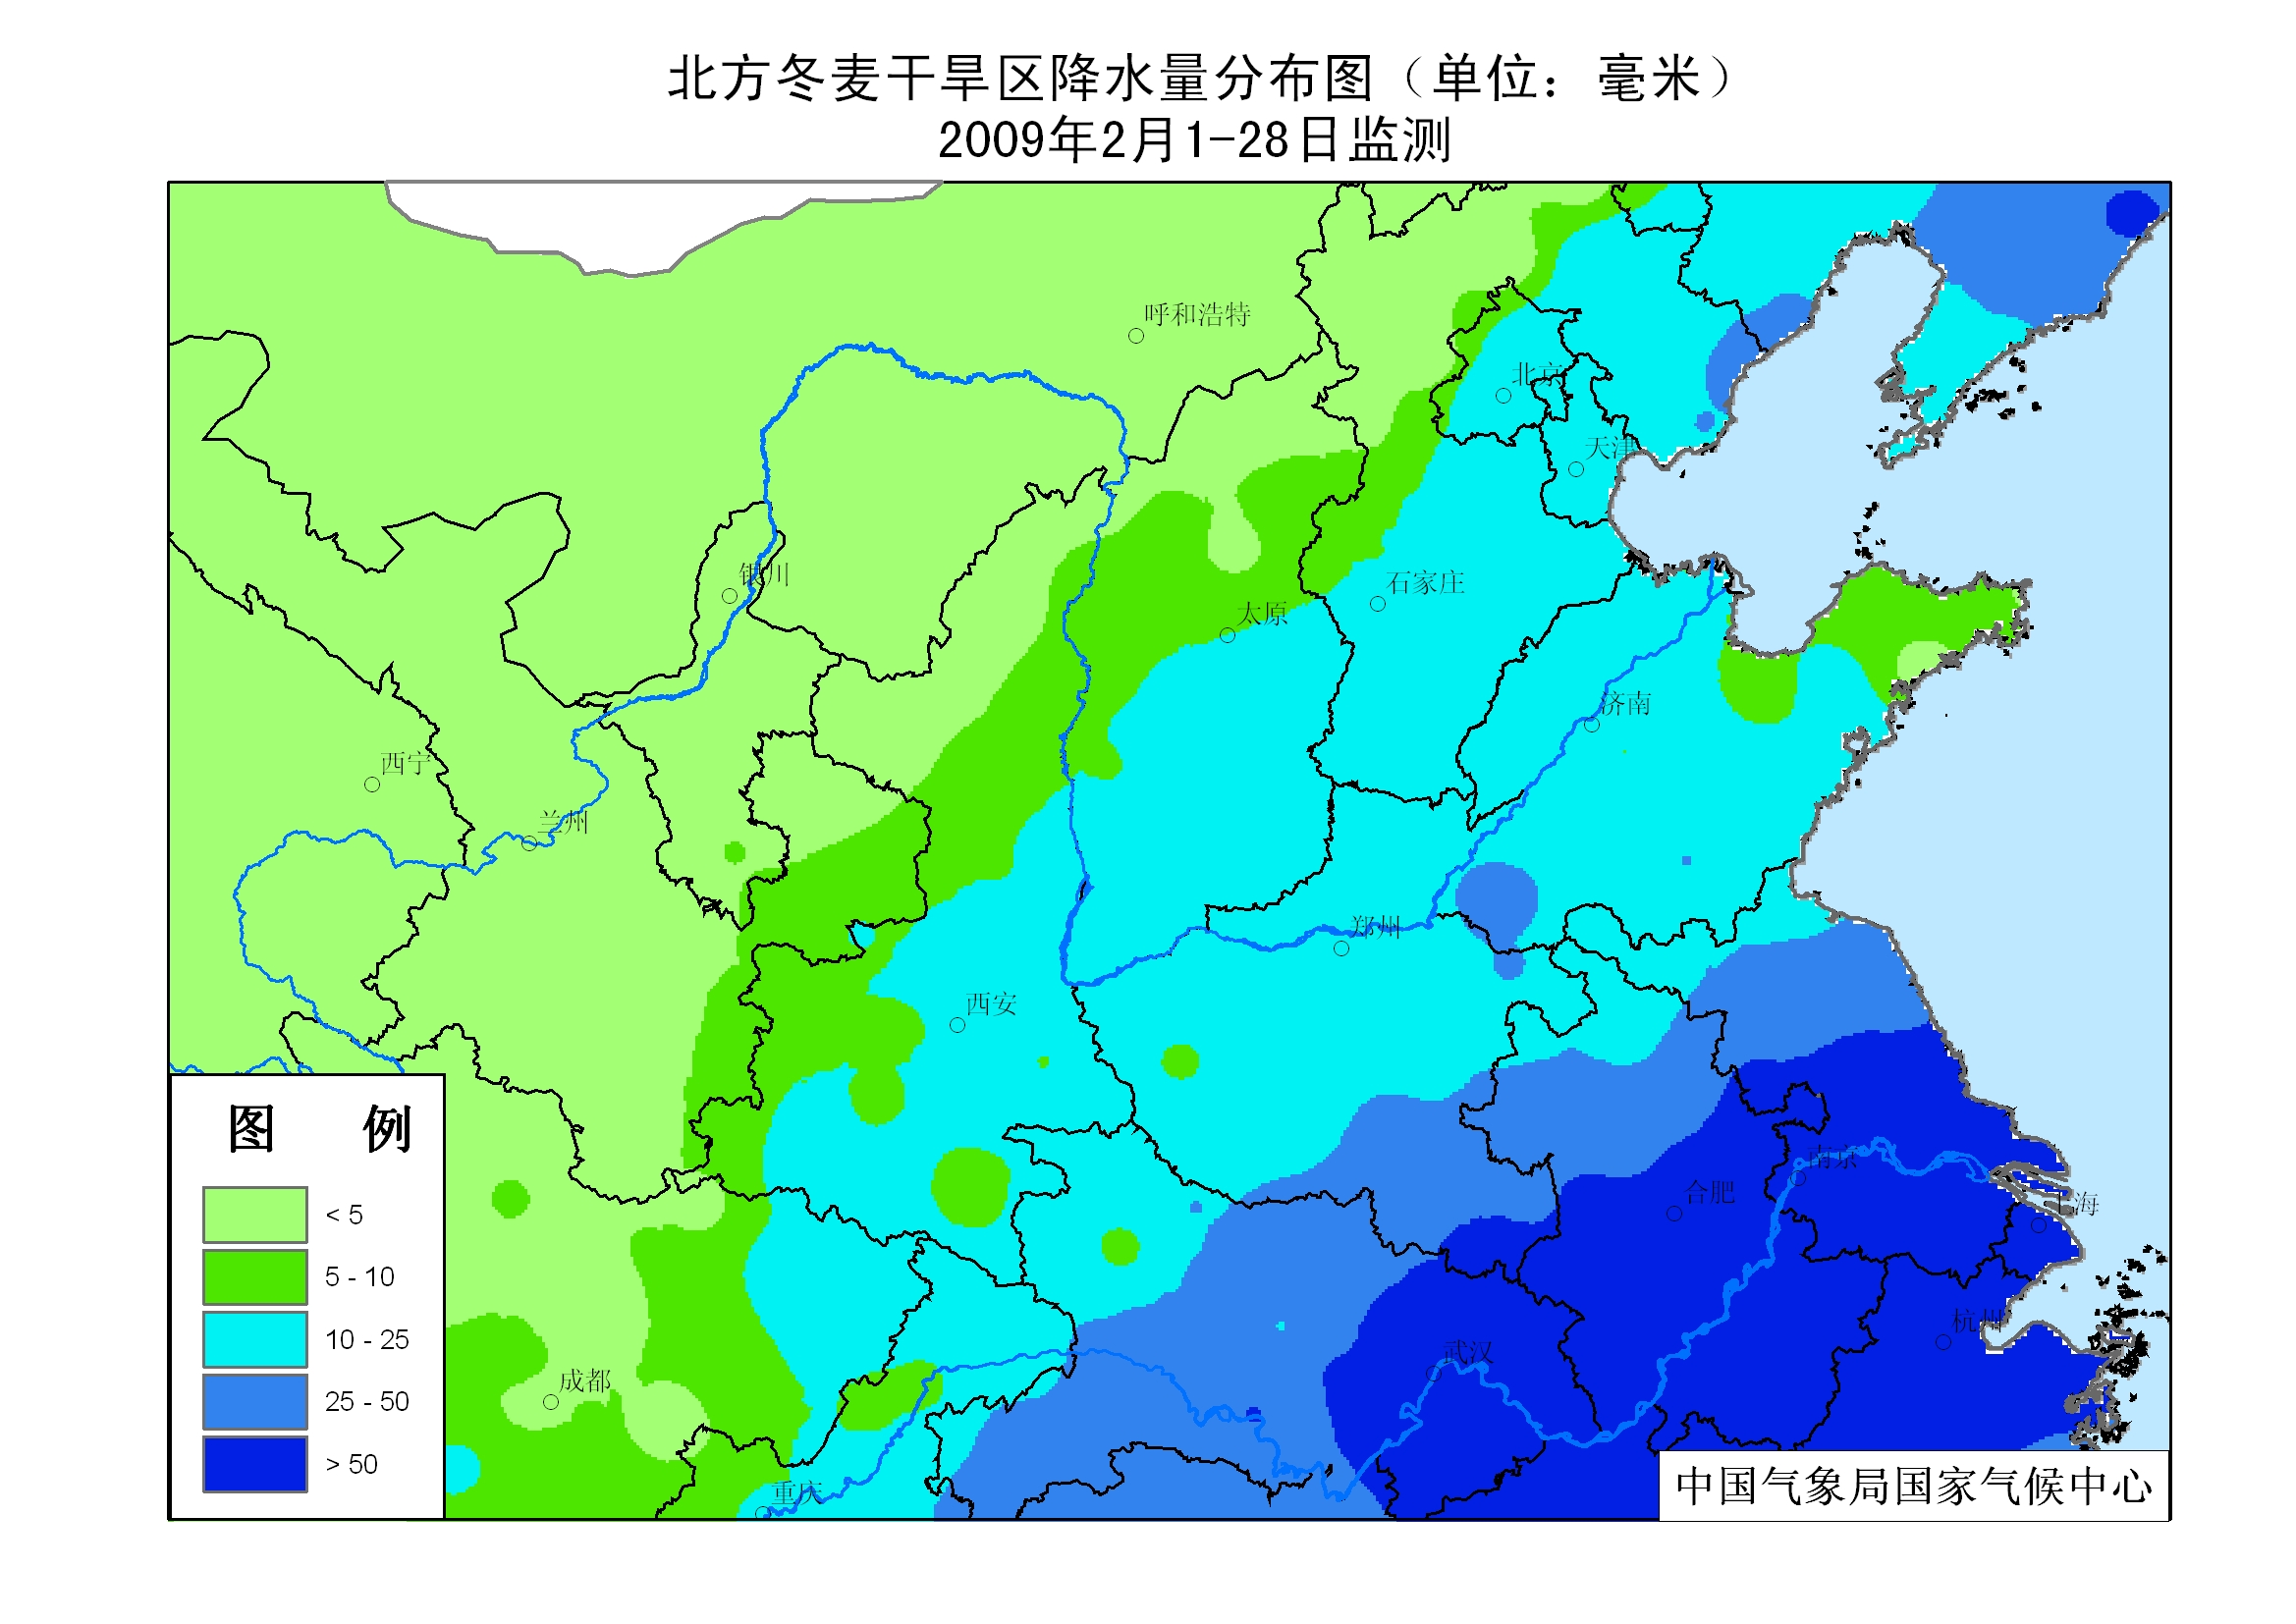 北方冬麦干旱区降水量分布图（单位：毫米）
2009年2月1-28日监测
呼和浩特
北京
天津
银川
石家庄
太原
济南
西宁
兰州
郑州
西安
南京
合肥
上海
杭州
武汉
成都
重庆
图 例
< 5
5 - 10
10 - 25
25 - 50
> 50
中国气象局国家气候中心